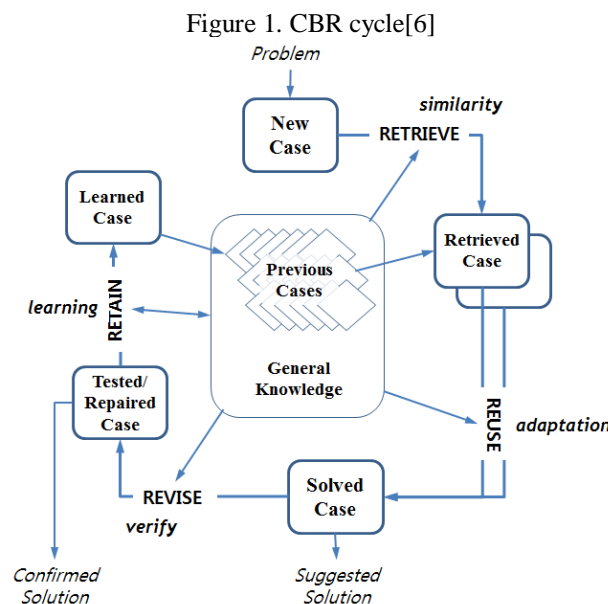 Figure 1. CBR cycle[6]
Problem
New
Case
similarity
RETRIEVE
Learned
Case
Previous
Cases
Retrieved
Case
learning
RETAIN
General
Knowledge
Tested/
Repaired
Case
REUSE
adaptation
REVISE
verify
Solved
Case
Confirmed
Solution
Suggested
Solution